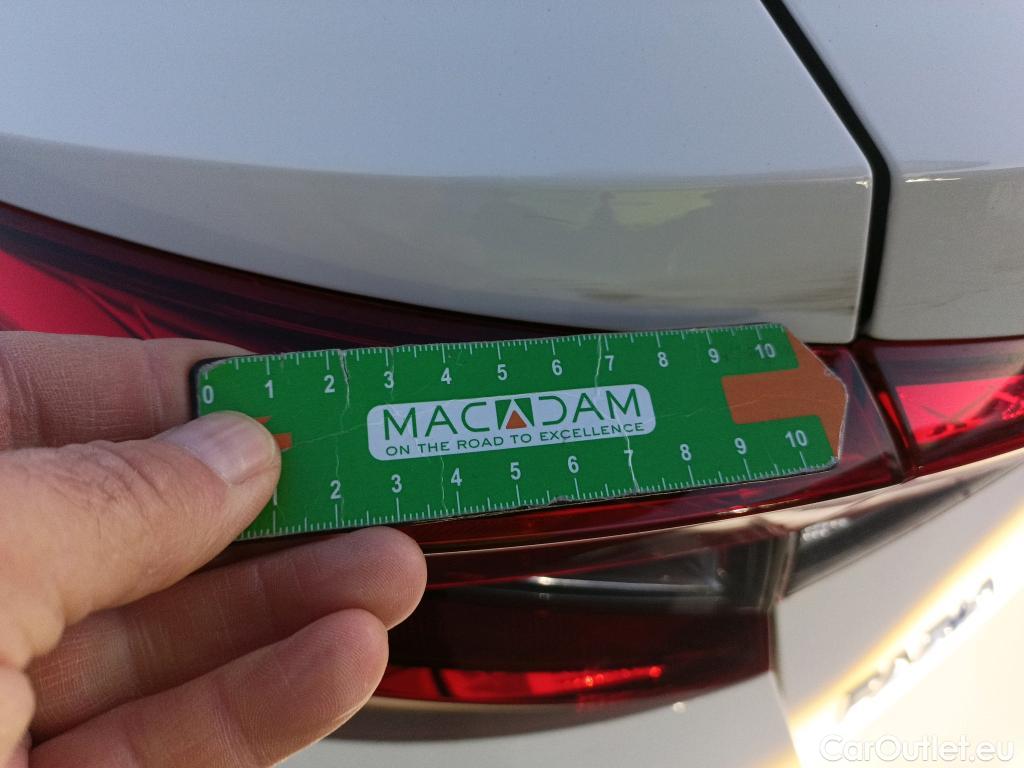 0 1 2 3 4 5 6 7 8 9 10
MACADAM
ON THE ROAD TO EXCELLENCE
1 2 3 4 5 6 7 8 9 10
CarOutlet.eu